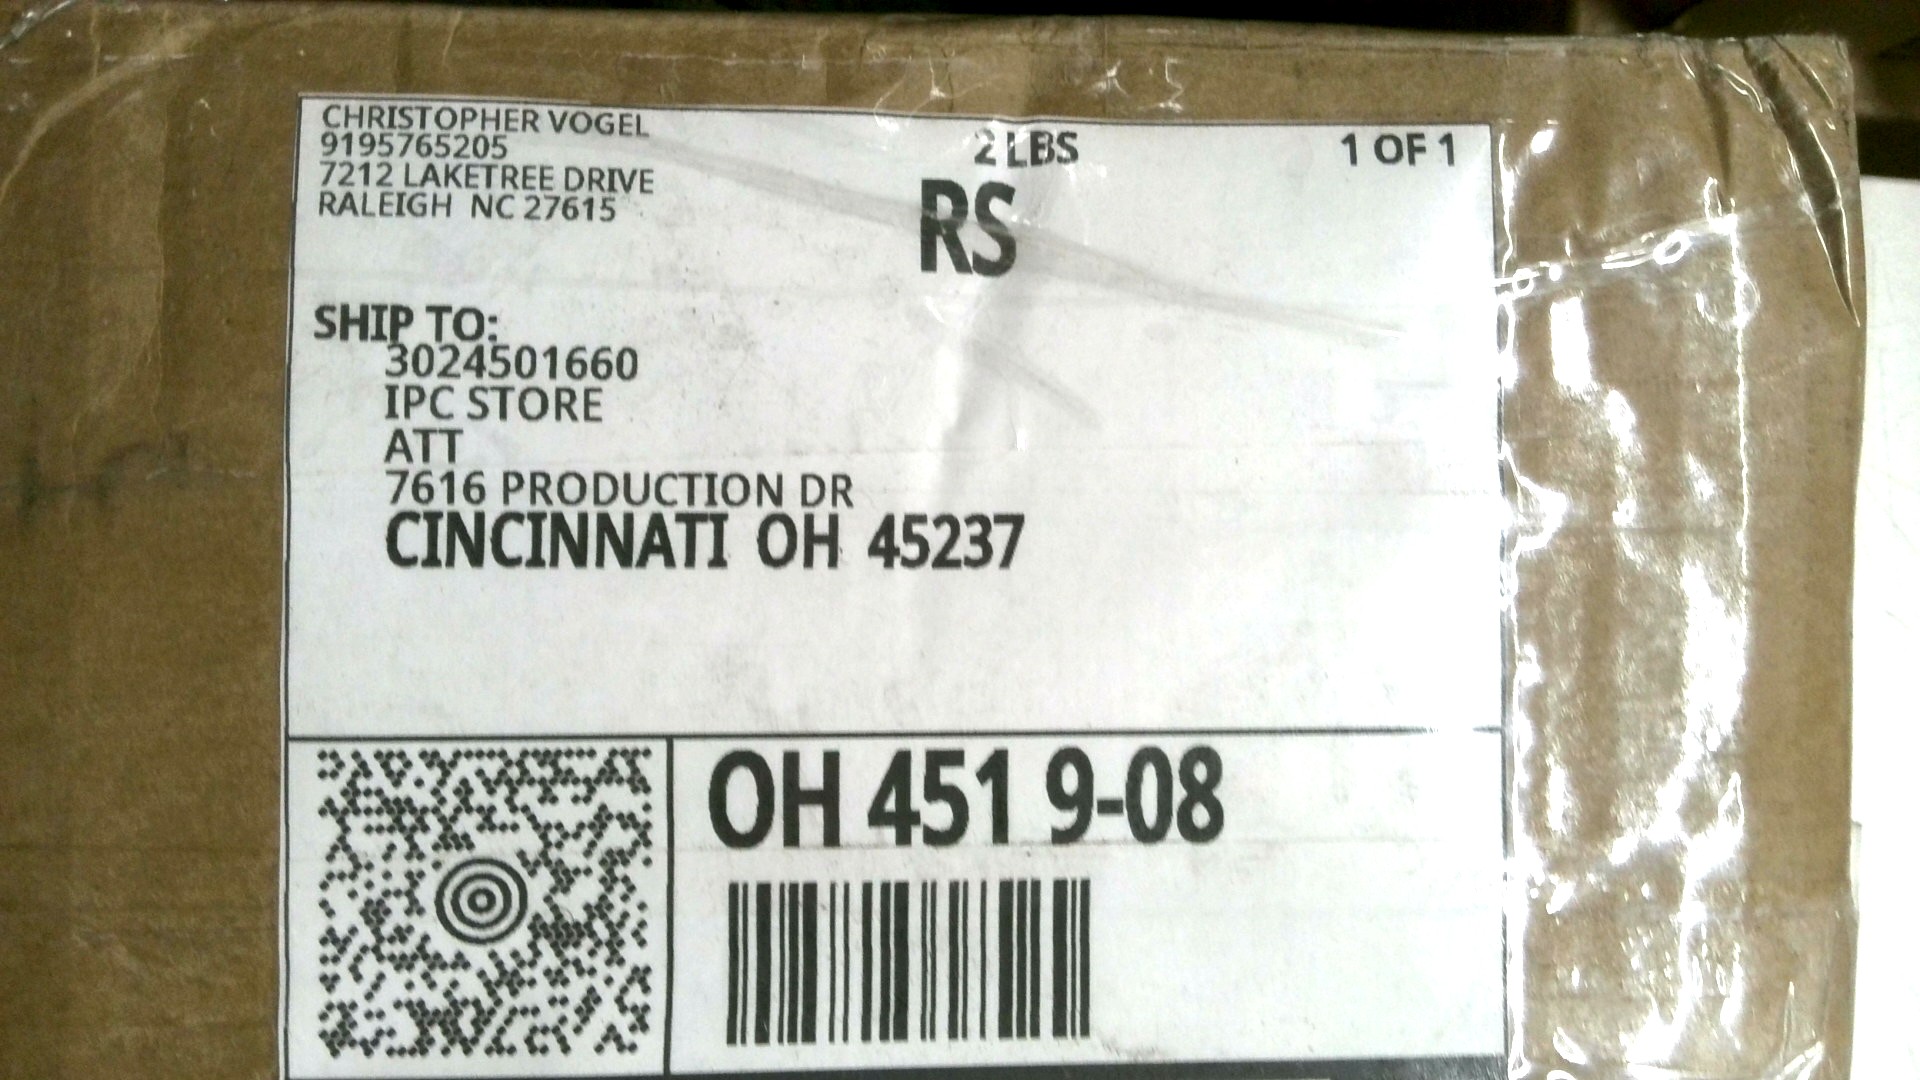 CHRISTOPHER VOGEL
9195765205
7212 LAKETREE DRIVE
RALEIGH NC 27615
2 LBS
1 OF 1
RS
SHIP TO:
3024501660
IPC STORE
ATT
7616 PRODUCTION DR
CINCINNATI OH 45237
OH 451 9-08